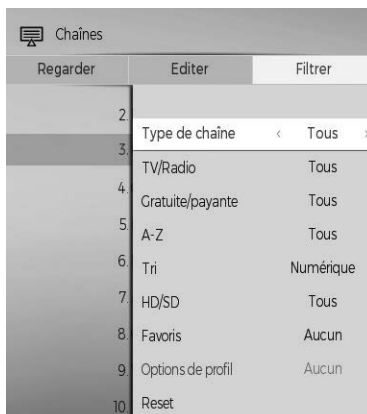 Chaînes
Regarder Editer Filtrer
2.
Type de chaîne < Tous >
3.
TV/Radio Tous
4.
Gratuite/payante Tous
5.
A-Z Tous
6.
Tri Numérique
7.
HD/SD Tous
8.
Favoris Aucun
9.
Options de profil Aucun
10.
Reset